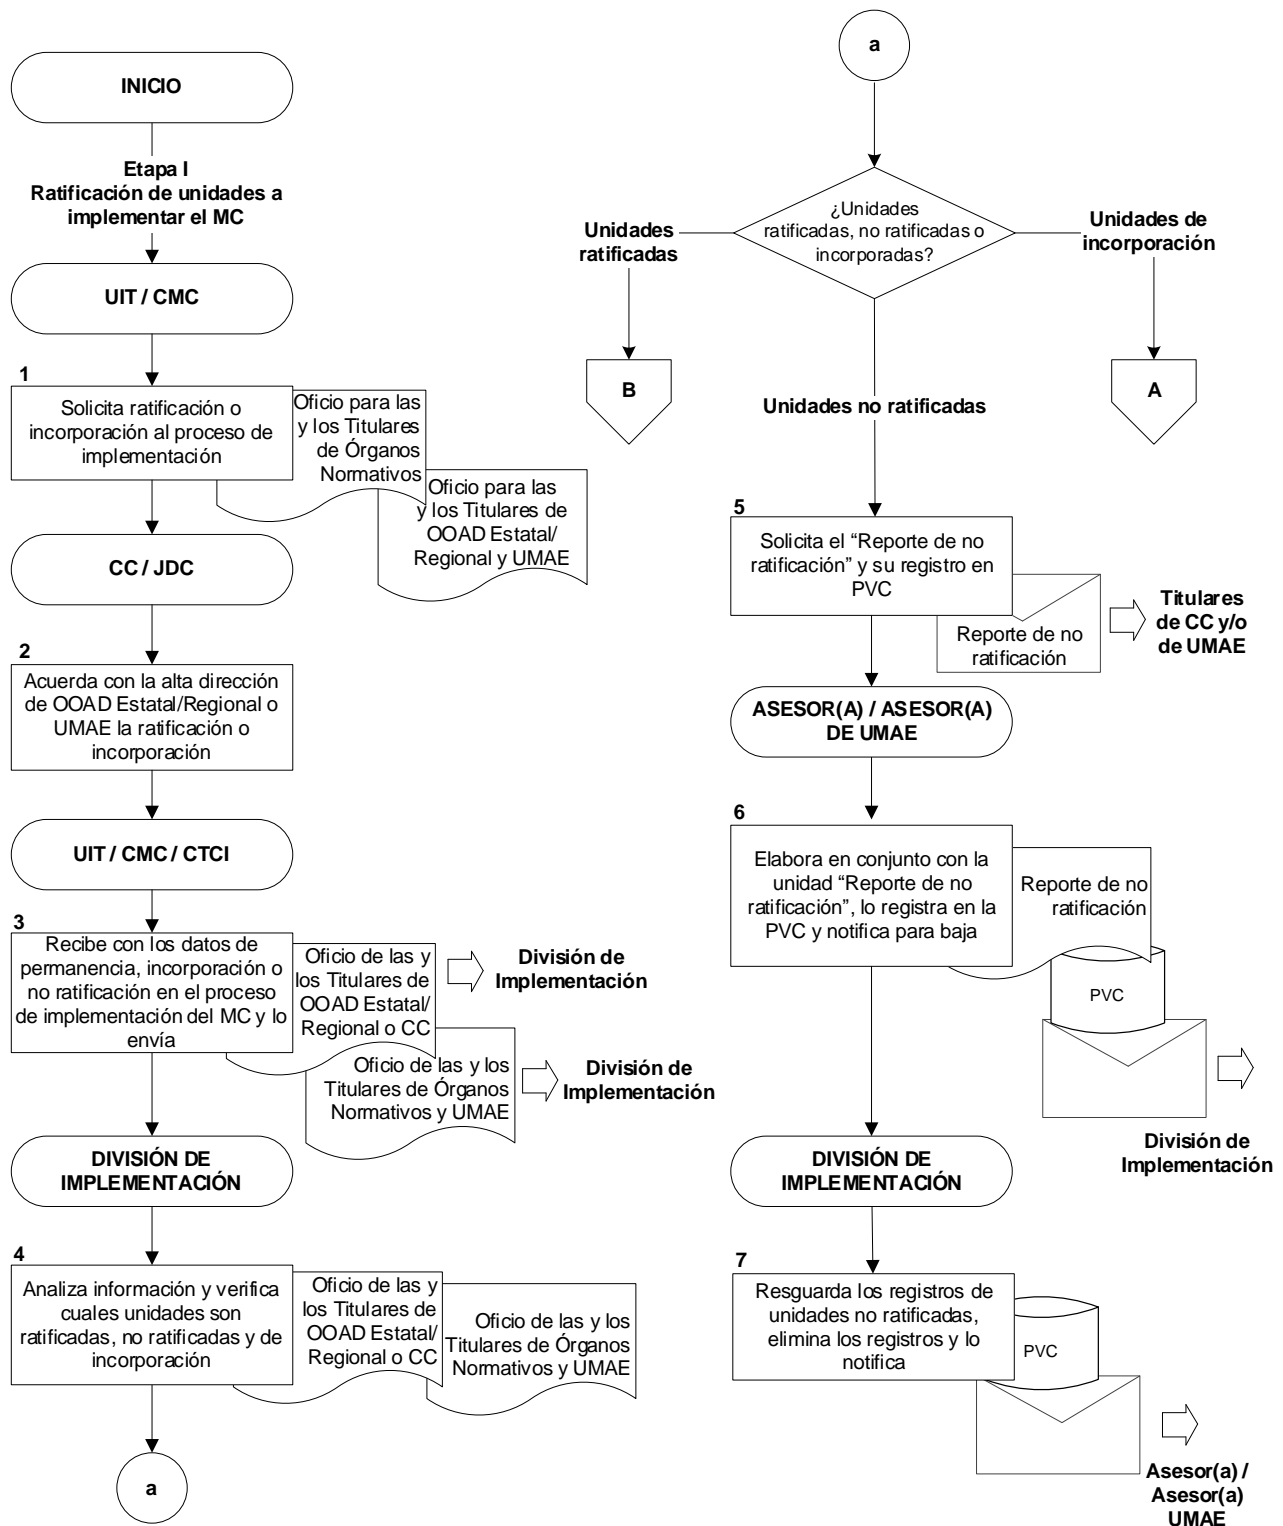 INICIO
Etapa I
Ratificación de unidades a
implementar el MC
UIT / CMC
1
Solicita ratificación o
incorporación al proceso de
implementación
Oficio para las
y los Titulares
de Órganos
Normativos
Oficio para las
y los Titulares de
OOAD Estatal/
Regional y UMAE
CC / JDC
2
Acuerda con la alta dirección
de OOAD Estatal/Regional o
UMAE la ratificación o
incorporación
UIT / CMC / CTCI
3
Recibe con los datos de
permanencia, incorporación o
no ratificación en el proceso
de implementación del MC y lo
envía
Oficio de las y
los Titulares de
OOAD Estatal/
Regional o CC
División de
Implementación
Oficio de las y los
Titulares de Órganos
Normativos y UMAE
División de
Implementación
DIVISIÓN DE
IMPLEMENTACIÓN
4
Analiza información y verifica
cuales unidades son
ratificadas, no ratificadas y de
incorporación
Oficio de las y
los Titulares de
OOAD Estatal/
Regional o CC
Oficio de las y los
Titulares de Órganos
Normativos y UMAE
a
a
¿Unidades
ratificadas, no ratificadas o
incorporadas?
Unidades
ratificadas
Unidades de
incorporación
B
A
Unidades no ratificadas
5
Solicita el “Reporte de no
ratificación” y su registro en
PVC
Reporte de no
ratificación
Titulares
de CC y/o
de UMAE
ASESOR(A) / ASESOR(A)
DE UMAE
6
Elabora en conjunto con la
unidad “Reporte de no
ratificación”, lo registra en la
PVC y notifica para baja
Reporte de no
ratificación
PVC
División de
Implementación
DIVISIÓN DE
IMPLEMENTACIÓN
7
Resguarda los registros de
unidades no ratificadas,
elimina los registros y lo
notifica
PVC
Asesor(a) /
Asesor(a)
UMAE